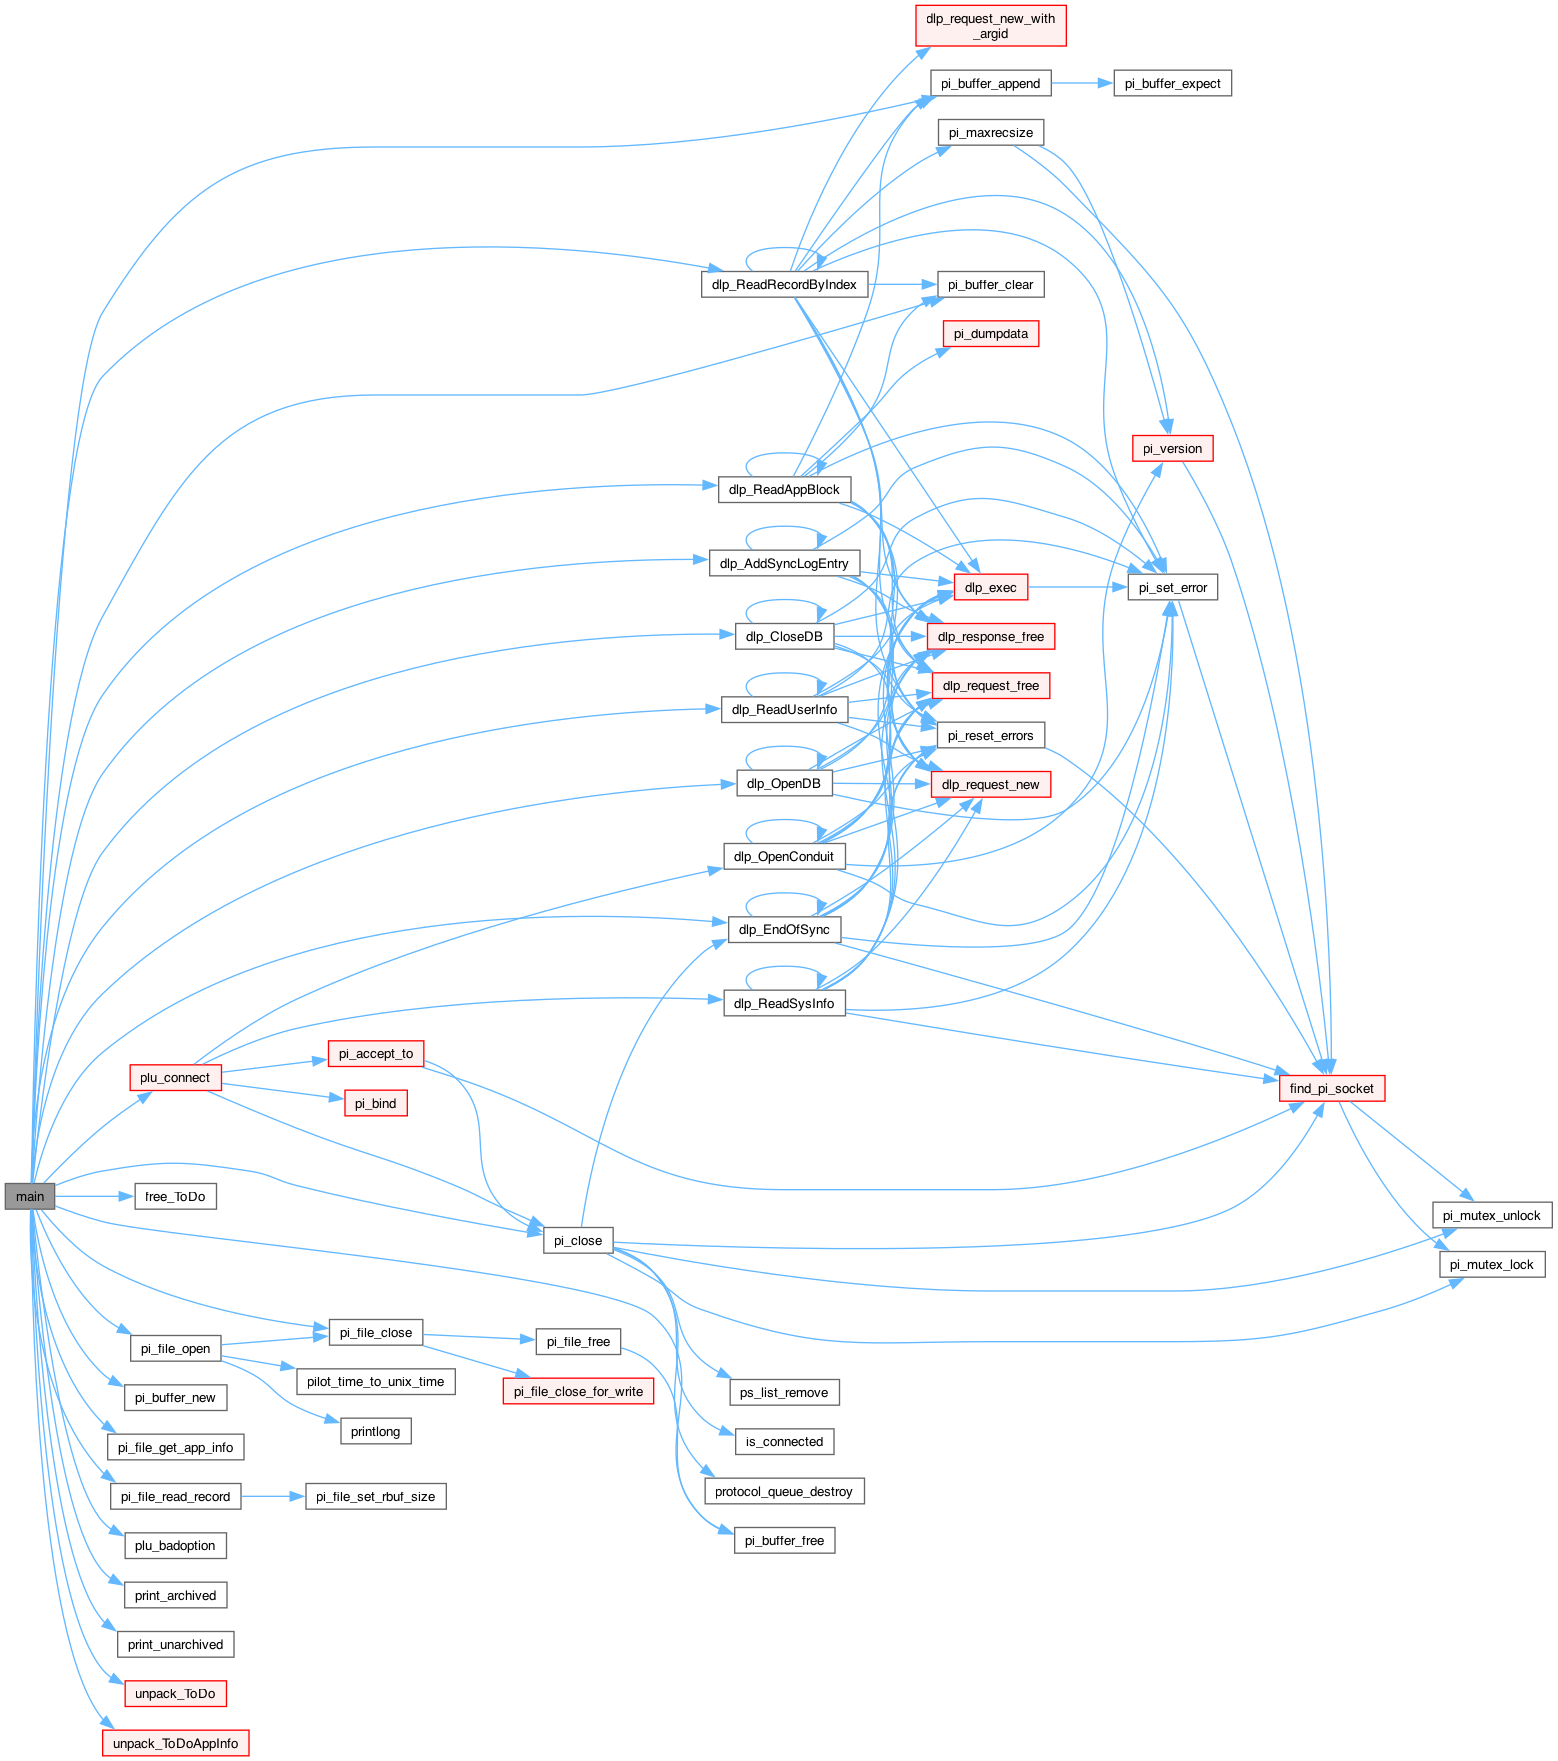 dlp_request_new_with
_argid
pi_buffer_append
pi_buffer_expect
pi_maxrecsize
dlp_ReadRecordByIndex
pi_buffer_clear
pi_dumpdata
pi_version
dlp_ReadAppBlock
dlp_AddSyncLogEntry
dlp_exec
pi_set_error
dlp_CloseDB
dlp_response_free
dlp_request_free
dlp_ReadUserInfo
pi_reset_errors
dlp_OpenDB
dlp_request_new
dlp_OpenConduit
dlp_EndOfSync
dlp_ReadSysInfo
pi_accept_to
plu_connect
pi_bind
find_pi_socket
main
free_ToDo
pi_mutex_unlock
pi_close
pi_mutex_lock
pi_file_close
pi_file_open
pi_file_free
pilot_time_to_unix_time
pi_file_close_for_write
ps_list_remove
pi_buffer_new
printlong
is_connected
pi_file_get_app_info
protocol_queue_destroy
pi_file_read_record
pi_file_set_rbuf_size
pi_buffer_free
plu_badoption
print_archived
print_unarchived
unpack_ToDo
unpack_ToDoAppInfo